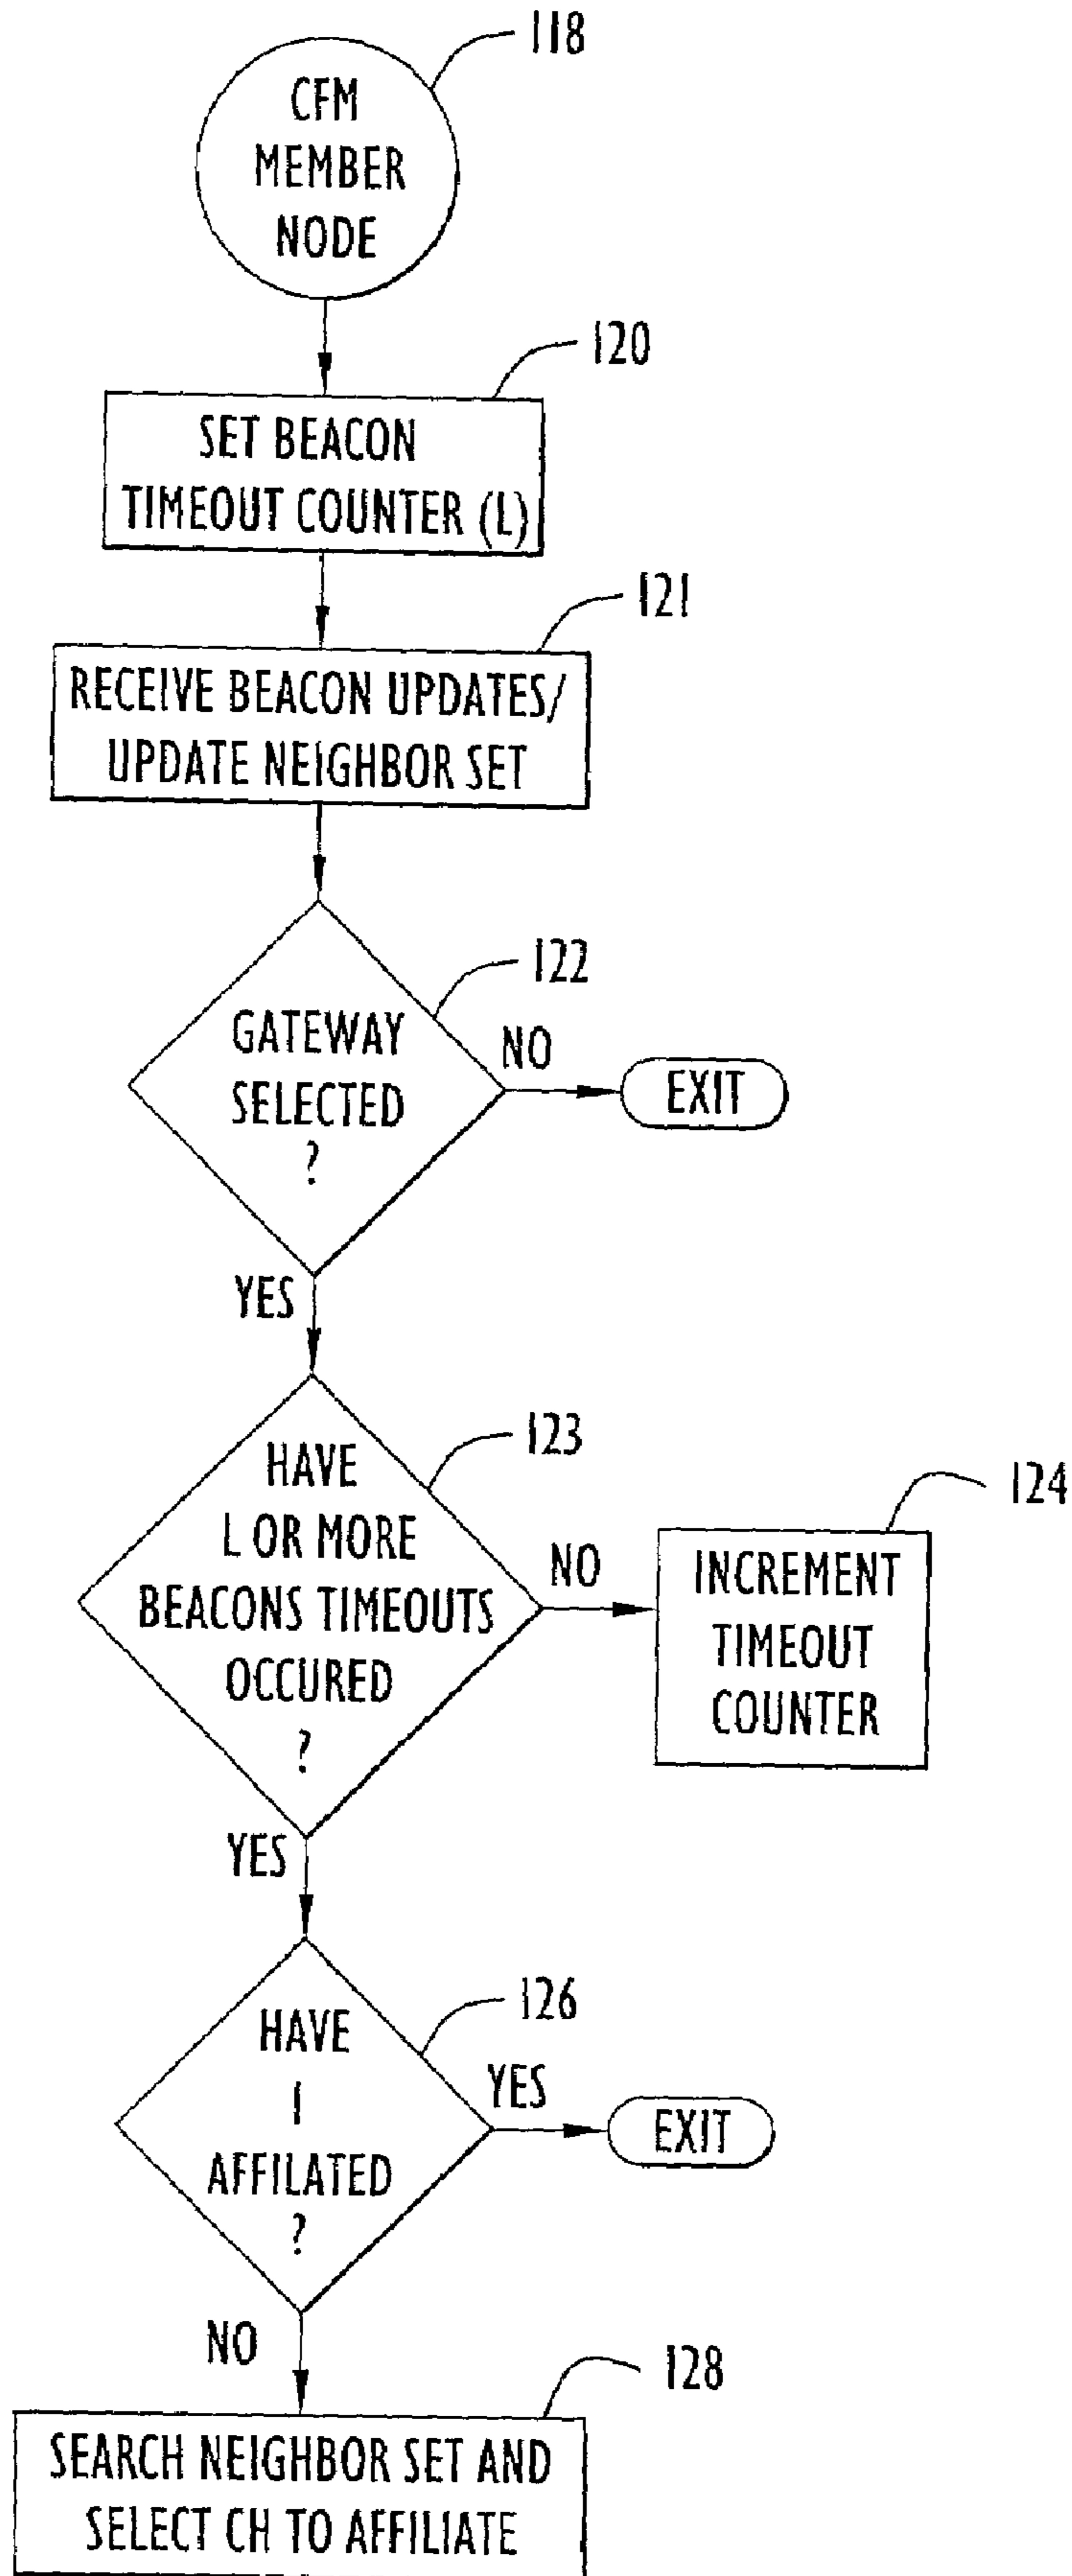 118
CFM
MEMBER
NODE
120
SET BEACON
TIMEOUT COUNTER (L)
121
RECEIVE BEACON UPDATES/
UPDATE NEIGHBOR SET
122
GATEWAY
SELECTED
?
NO
EXIT
YES
123
HAVE
L OR MORE
BEACONS TIMEOUTS
OCCURED
?
NO
124
INCREMENT
TIMEOUT
COUNTER
YES
126
HAVE
I
AFFILATED
?
YES
EXIT
NO
128
SEARCH NEIGHBOR SET AND
SELECT CH TO AFFILIATE